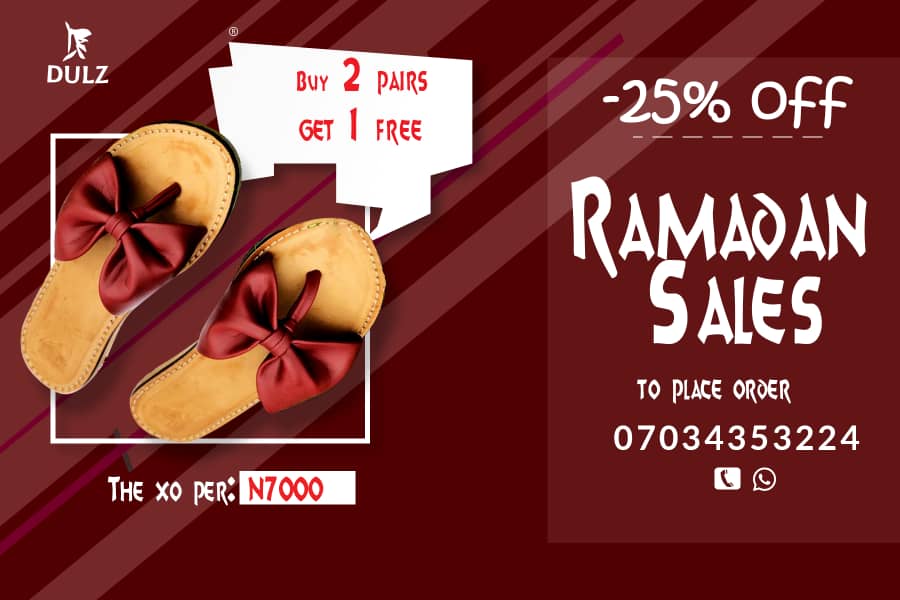 DULZ
®
Buy 2 pairs
get 1 free
-25% Off
Ramadan
Sales
to place order
07034353224
The xo per: N7000